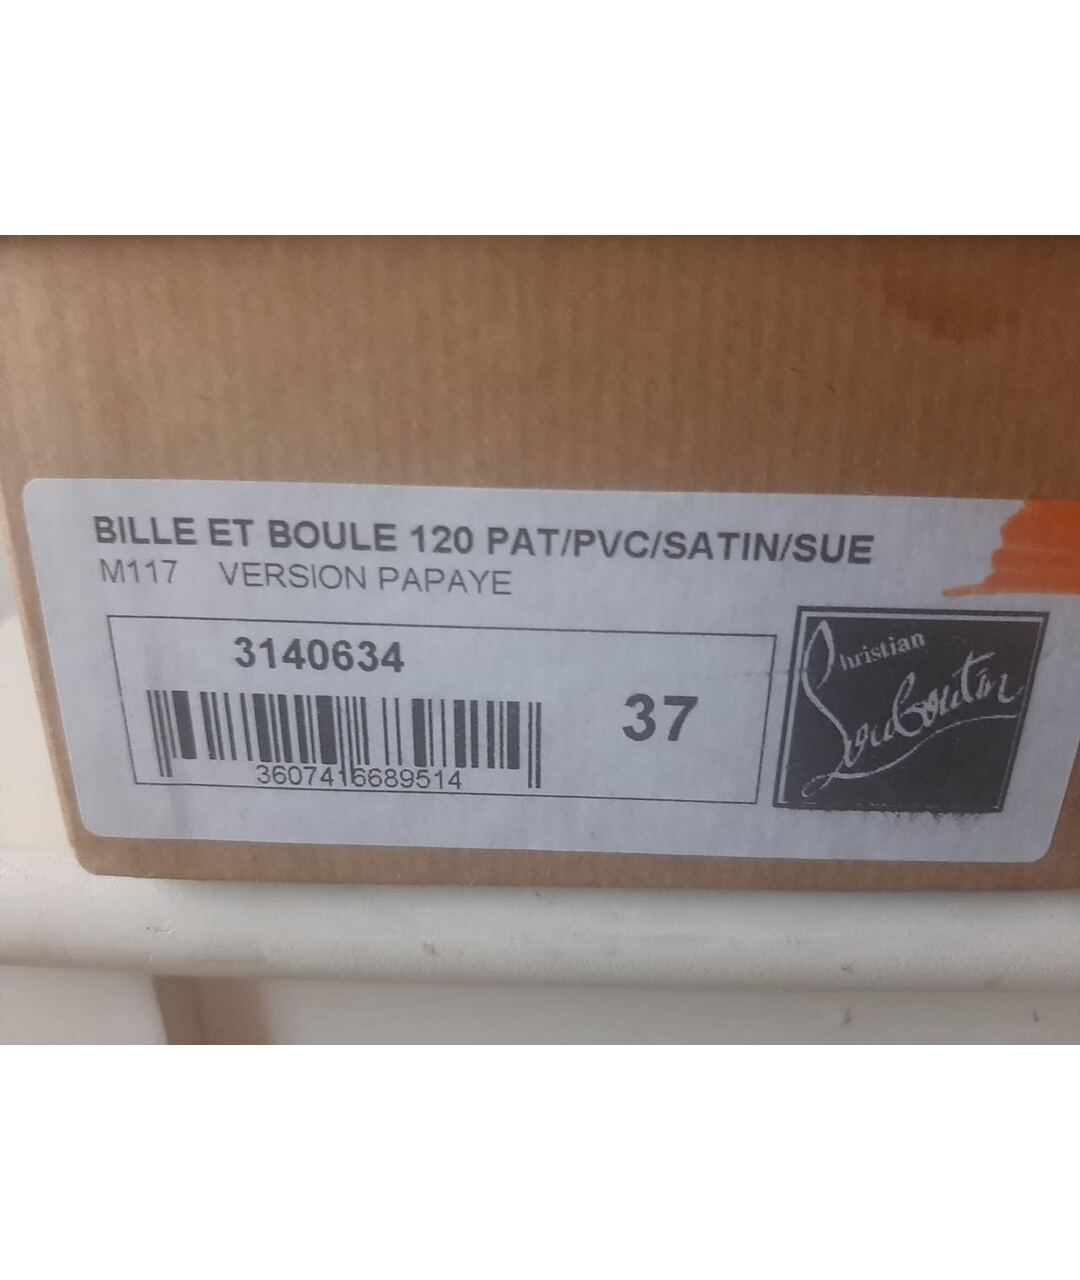 BILLE ET BOULE 120 PAT/PVC/SATIN/SUE
M117 VERSION PAPAYE
3140634
37
3607416689514
Christian
Louboutin